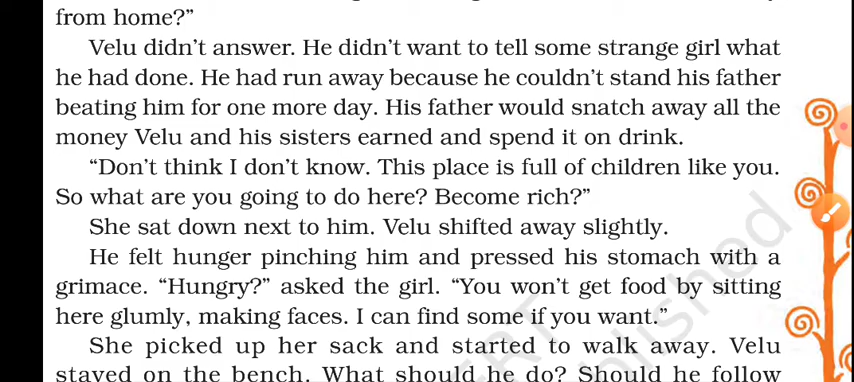 from home?”
Velu didn’t answer. He didn’t want to tell some strange girl what
he had done. He had run away because he couldn’t stand his father
beating him for one more day. His father would snatch away all the
money Velu and his sisters earned and spend it on drink.
“Don’t think I don’t know. This place is full of children like you.
So what are you going to do here? Become rich?”
She sat down next to him. Velu shifted away slightly.
He felt hunger pinching him and pressed his stomach with a
grimace. “Hungry?” asked the girl. “You won’t get food by sitting
here glumly, making faces. I can find some if you want.”
She picked up her sack and started to walk away. Velu
stayed on the bench. What should he do? Should he follow